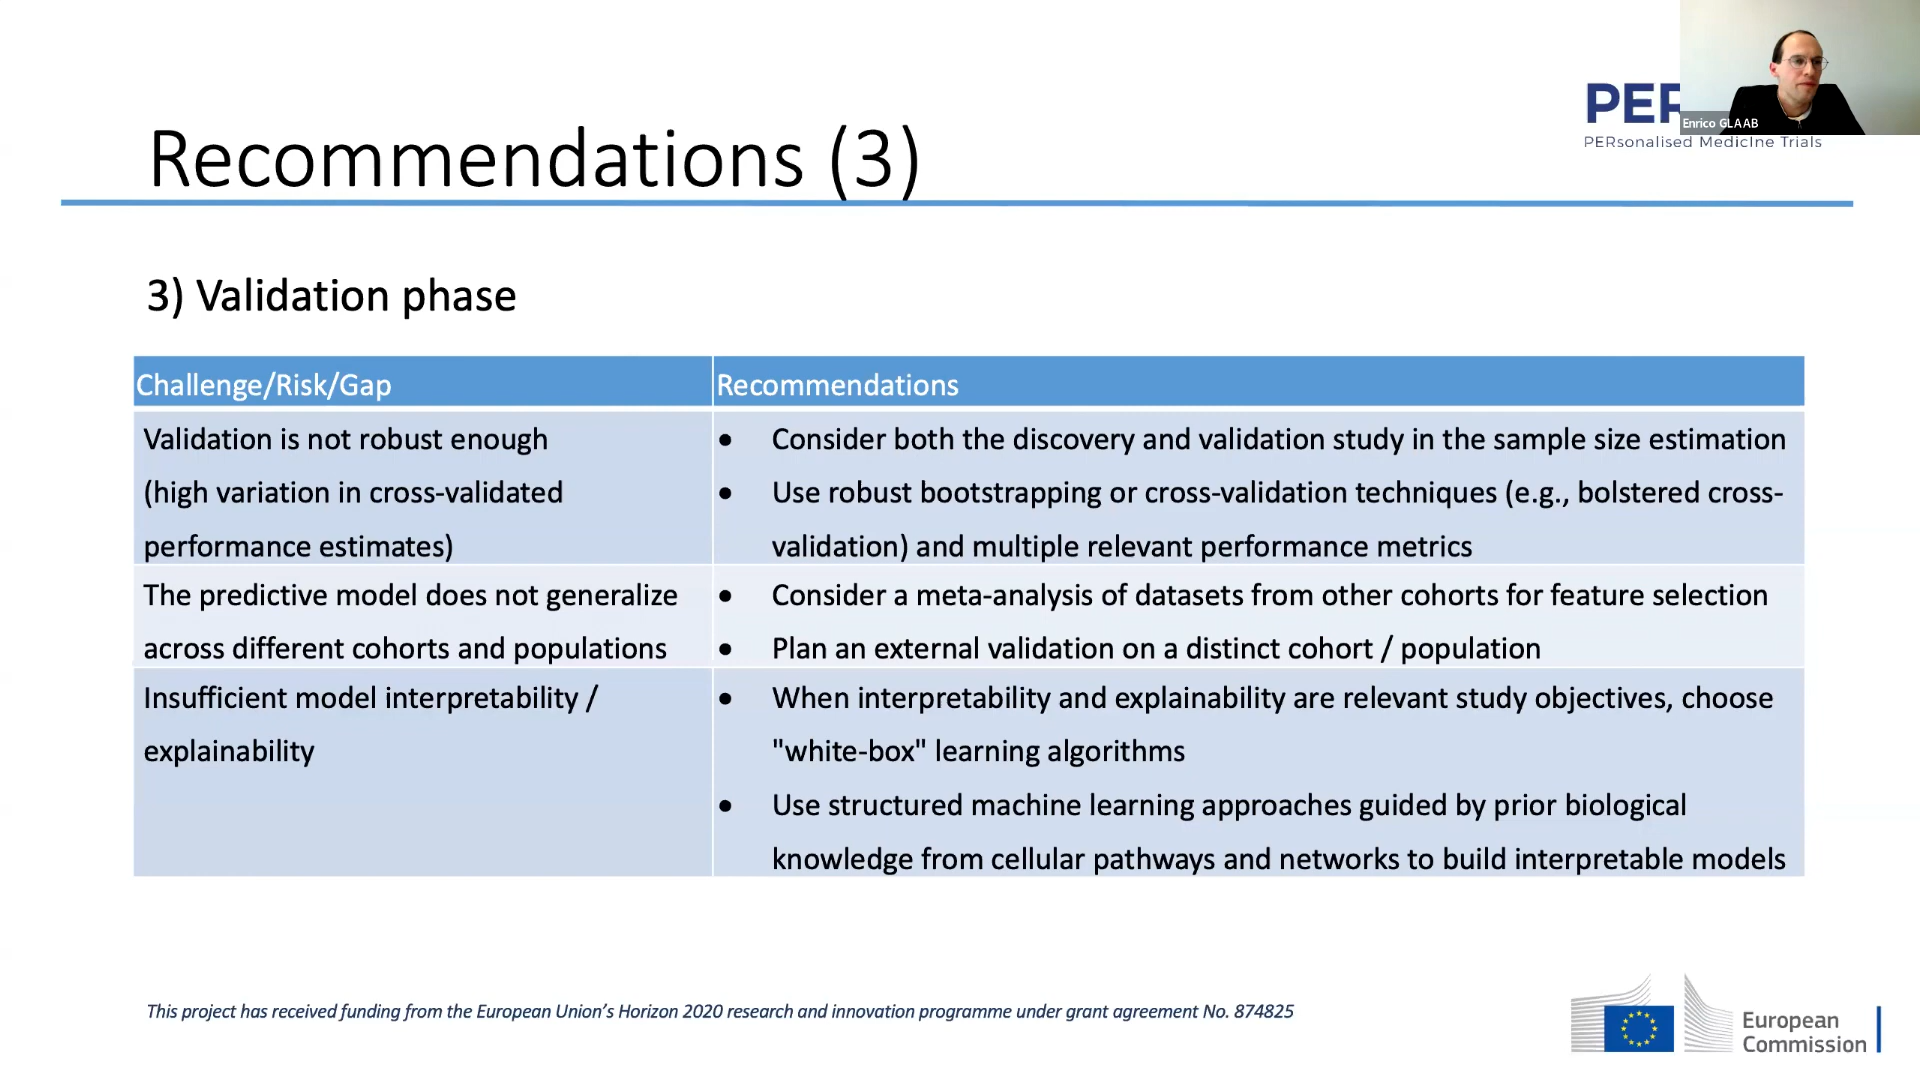 Enrico GLAAB
PER
PERsonalised MedicIne Trials
Recommendations (3)
3) Validation phase
Challenge/Risk/Gap
Recommendations
Validation is not robust enough
(high variation in cross-validated
performance estimates)
• Consider both the discovery and validation study in the sample size estimation
• Use robust bootstrapping or cross-validation techniques (e.g., bolstered cross-
validation) and multiple relevant performance metrics
The predictive model does not generalize
across different cohorts and populations
• Consider a meta-analysis of datasets from other cohorts for feature selection
• Plan an external validation on a distinct cohort / population
Insufficient model interpretability /
explainability
• When interpretability and explainability are relevant study objectives, choose
"white-box" learning algorithms
• Use structured machine learning approaches guided by prior biological
knowledge from cellular pathways and networks to build interpretable models
This project has received funding from the European Union’s Horizon 2020 research and innovation programme under grant agreement No. 874825
European
Commission